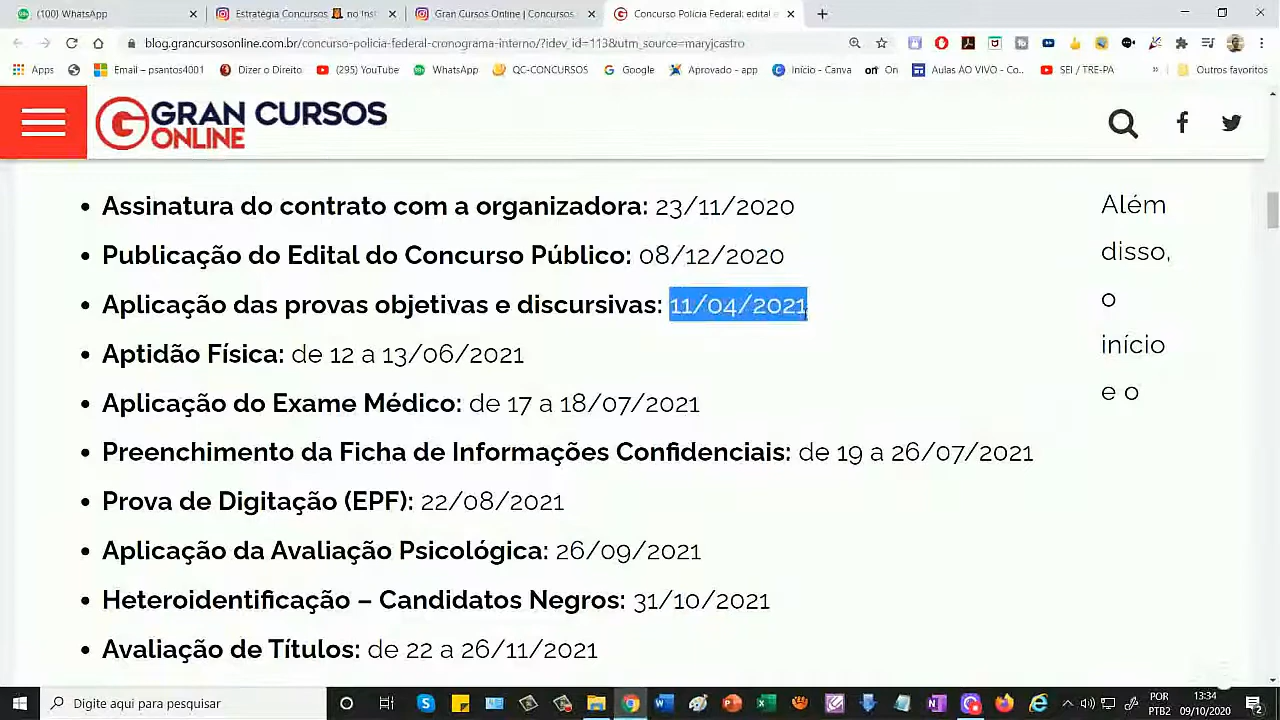 (100) WhatsApp
Estratégia Concursos 🦉 no Inst
Gran Cursos Online | Concursos
Concurso Polícia Federal: edital e
blog.grancursosonline.com.br/concurso-policia-federal-cronograma-interno/?idev_id=113&utm_source=maryjcastro
Apps
Email – psantos4001
Dizer o Direito
(295) YouTube
WhatsApp
QC-CONCURSOS
Google
Aprovado - app
Início - Canva
On
Aulas AO VIVO - Co...
SEI / TRE-PA
Outros favoritos
GRAN CURSOS
ONLINE
• Assinatura do contrato com a organizadora: 23/11/2020
• Publicação do Edital do Concurso Público: 08/12/2020
• Aplicação das provas objetivas e discursivas: 11/04/2021
• Aptidão Física: de 12 a 13/06/2021
• Aplicação do Exame Médico: de 17 a 18/07/2021
• Preenchimento da Ficha de Informações Confidenciais: de 19 a 26/07/2021
• Prova de Digitação (EPF): 22/08/2021
• Aplicação da Avaliação Psicológica: 26/09/2021
• Heteroidentificação – Candidatos Negros: 31/10/2021
• Avaliação de Títulos: de 22 a 26/11/2021
Além
disso,
o
início
e o
Digite aqui para pesquisar
POR
PTB2
13:34
09/10/2020